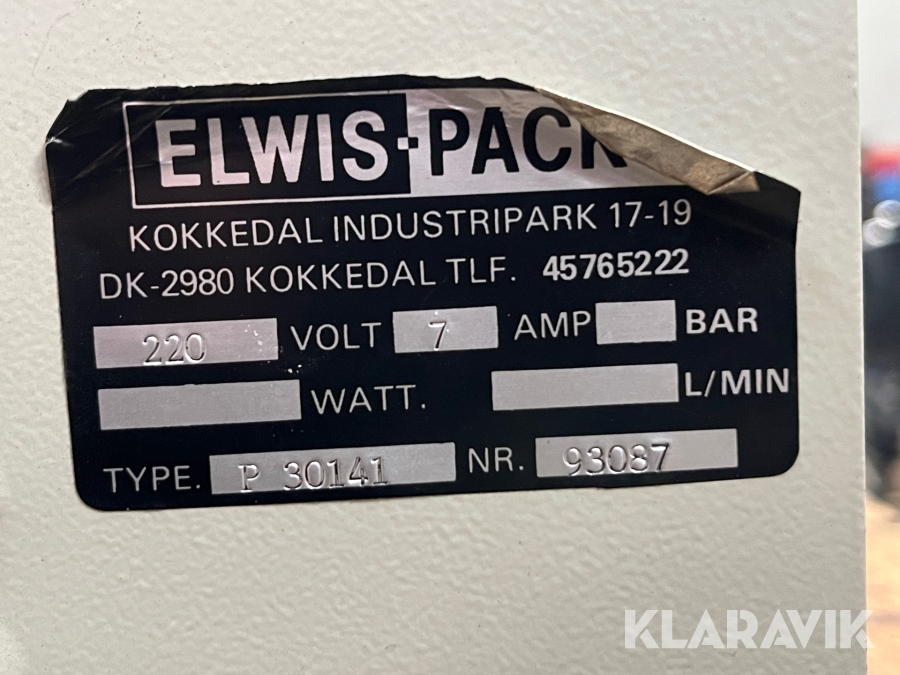 ELWIS-PACK
KOKKEDAL INDUSTRIPARK 17-19
DK-2980 KOKKEDAL TLF. 45765222
220 VOLT 7 AMP BAR
WATT. L/MIN
TYPE. P 30141 NR. 93087
KLARAVIK